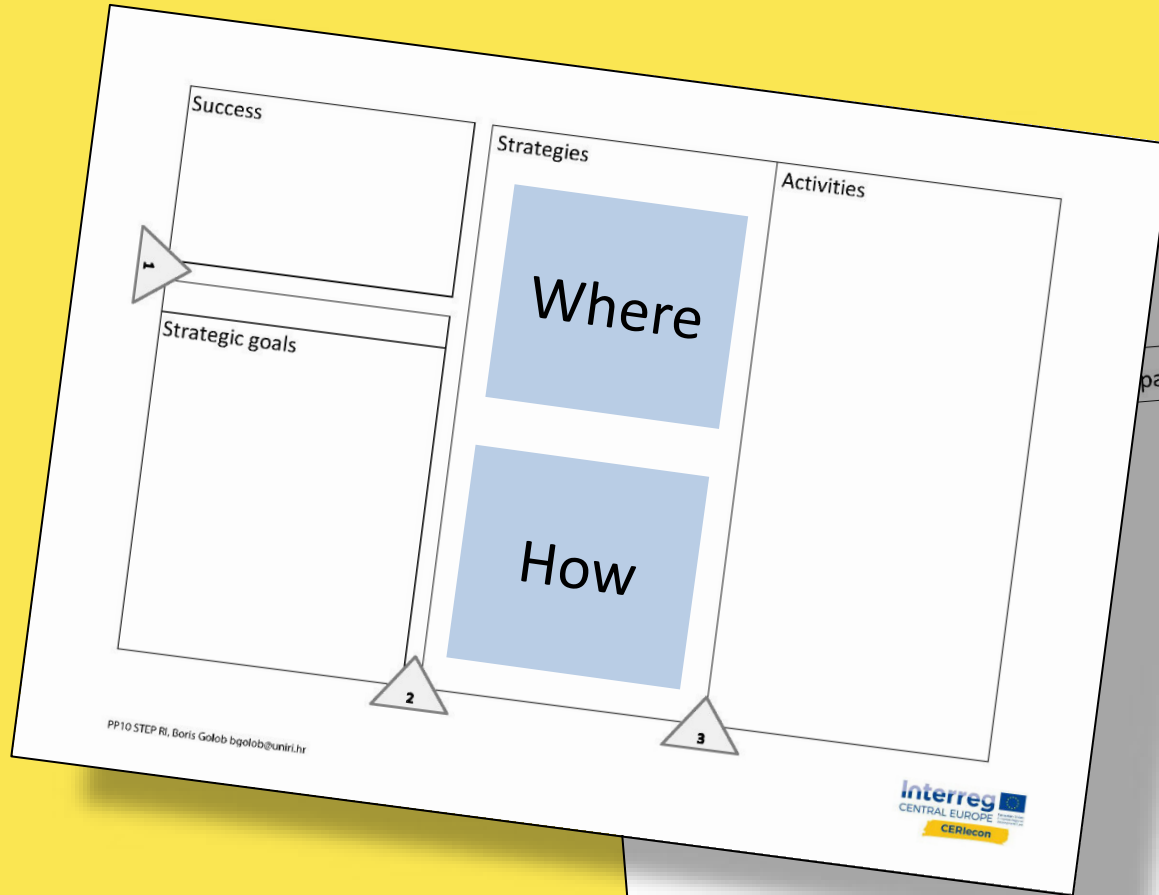 Success
Strategies
Activities
Where
1
Strategic goals
How
2
3
PP10 STEP RI, Boris Golob bgolob@uniri.hr
Interreg
CENTRAL EUROPE
CERIecon
pa